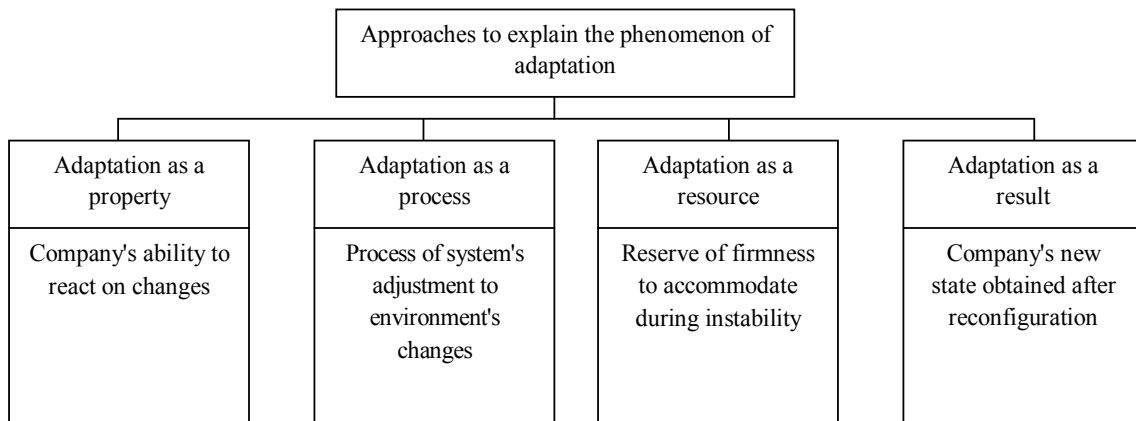 Approaches to explain the phenomenon of
adaptation
Adaptation as a
property
Company's ability to
react on changes
Adaptation as a
process
Process of system's
adjustment to
environment's
changes
Adaptation as a
resource
Reserve of firmness
to accommodate
during instability
Adaptation as a
result
Company's new
state obtained after
reconfiguration